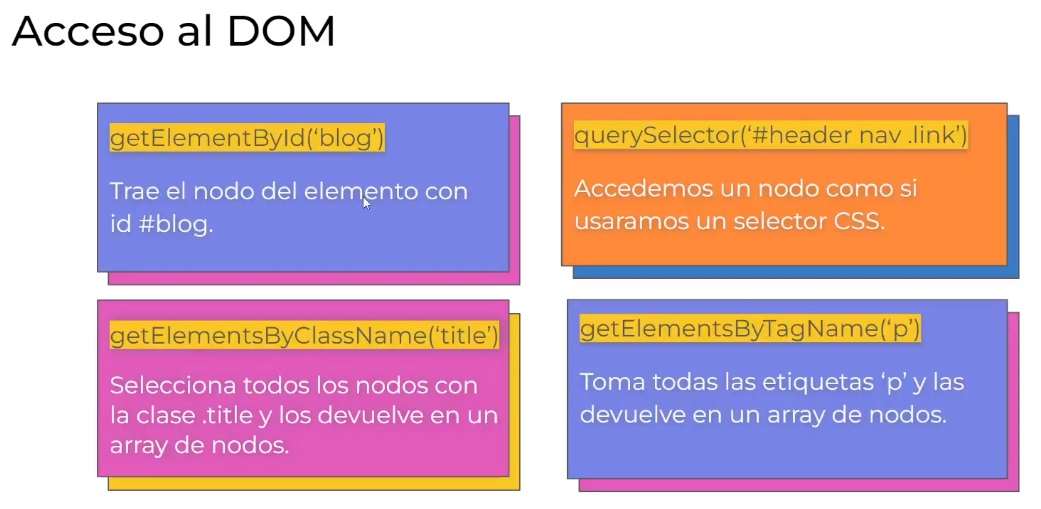 Acceso al DOM
getElementById(‘blog’)
Trae el nodo del elemento con
id #blog.
querySelector(‘#header nav .link’)
Accedemos un nodo como si
usaramos un selector CSS.
getElementsByClassName(‘title’)
Selecciona todos los nodos con
la clase .title y los devuelve en un
array de nodos.
getElementsByTagName(‘p’)
Toma todas las etiquetas ‘p’ y las
devuelve en un array de nodos.